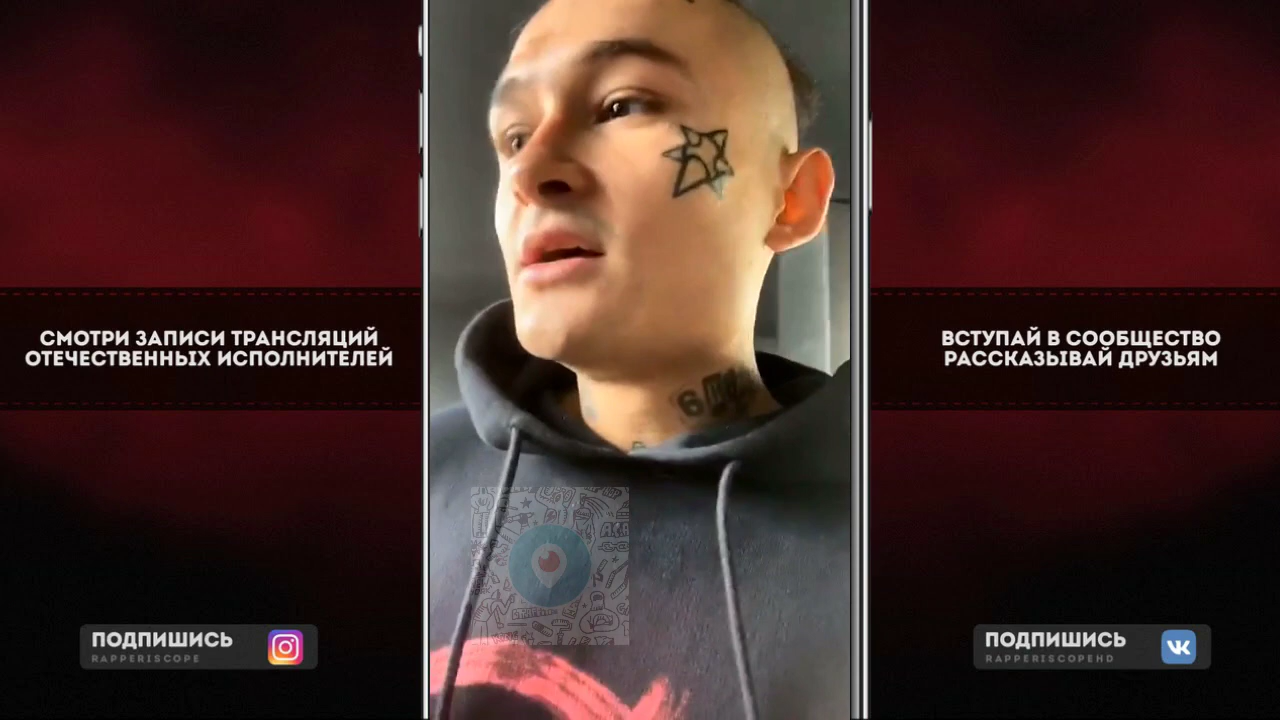 СМОТРИ ЗАПИСИ ТРАНСЛЯЦИЙ
ОТЕЧЕСТВЕННЫХ ИСПОЛНИТЕЛЕЙ
ВСТУПАЙ В СООБЩЕСТВО
РАССКАЗЫВАЙ ДРУЗЬЯМ
ПОДПИШИСЬ
RAPPERISCOPE
ПОДПИШИСЬ
RAPPERISCOPEHD